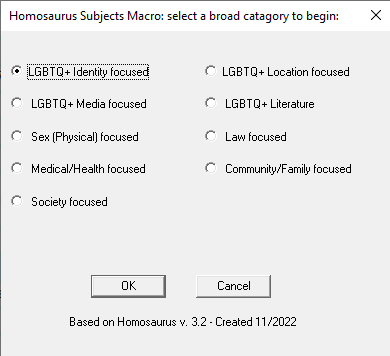 Homosaurus Subjects Macro: select a broad catagory to begin:
LGBTQ+ Identity focused
LGBTQ+ Location focused
LGBTQ+ Media focused
LGBTQ+ Literature
Sex (Physical) focused
Law focused
Medical/Health focused
Community/Family focused
Society focused
OK
Cancel
Based on Homosaurus v. 3.2 - Created 11/2022